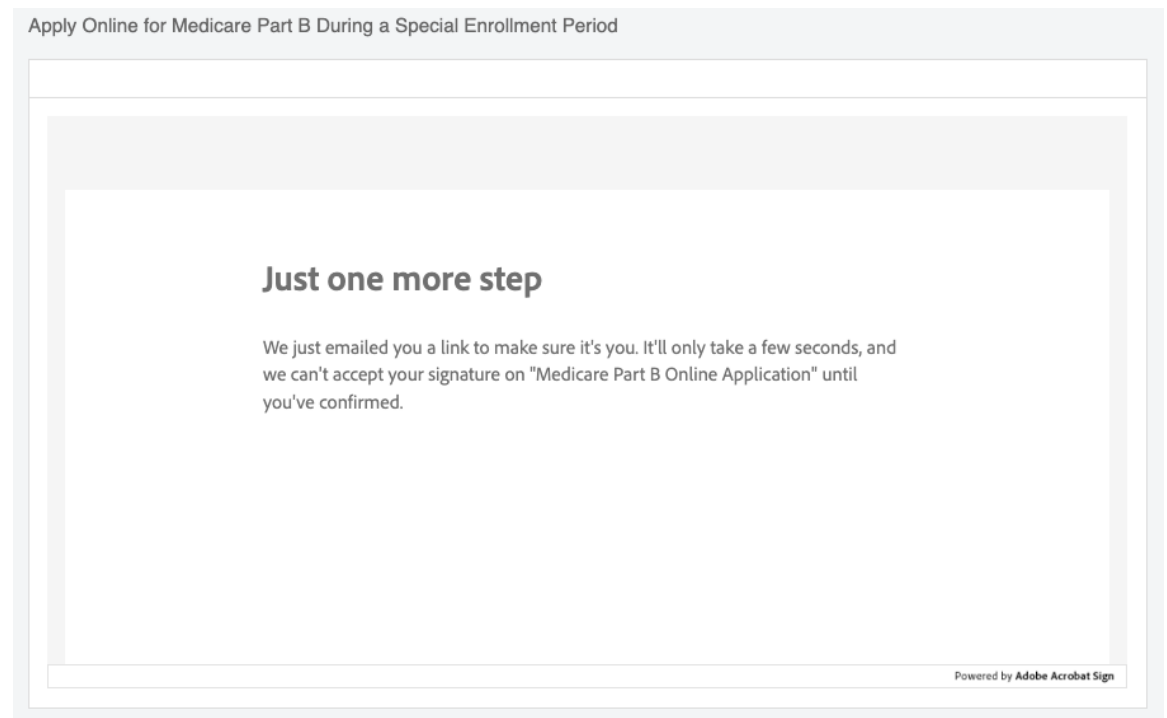 Apply Online for Medicare Part B During a Special Enrollment Period
Just one more step
We just emailed you a link to make sure it's you. It'll only take a few seconds, and
we can't accept your signature on "Medicare Part B Online Application" until
you've confirmed.
Powered by Adobe Acrobat Sign